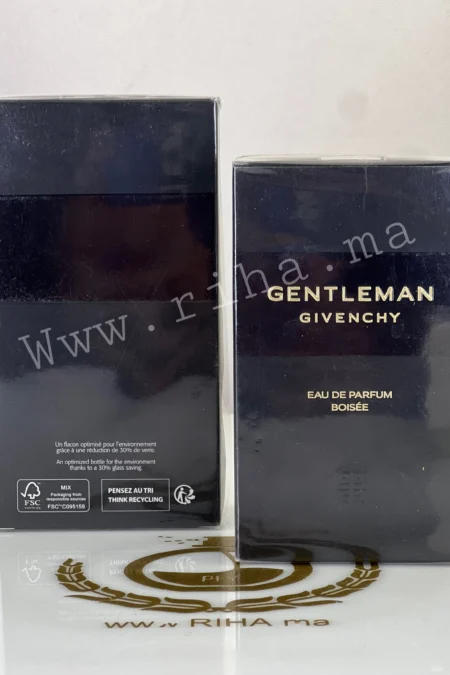 www.riha.ma
GENTLEMAN
GIVENCHY
EAU DE PARFUM
BOISÉE
Un flacon optimisé pour l'environnement
grâce à une réduction de 30% de verre.
An optimized bottle for the environment
thanks to a 30% glass saving.
FSC
MIX
Packaging from
responsible sources
FSC™ C095158
PENSEZ AU TRI
THINK RECYCLING
www RIHA ma